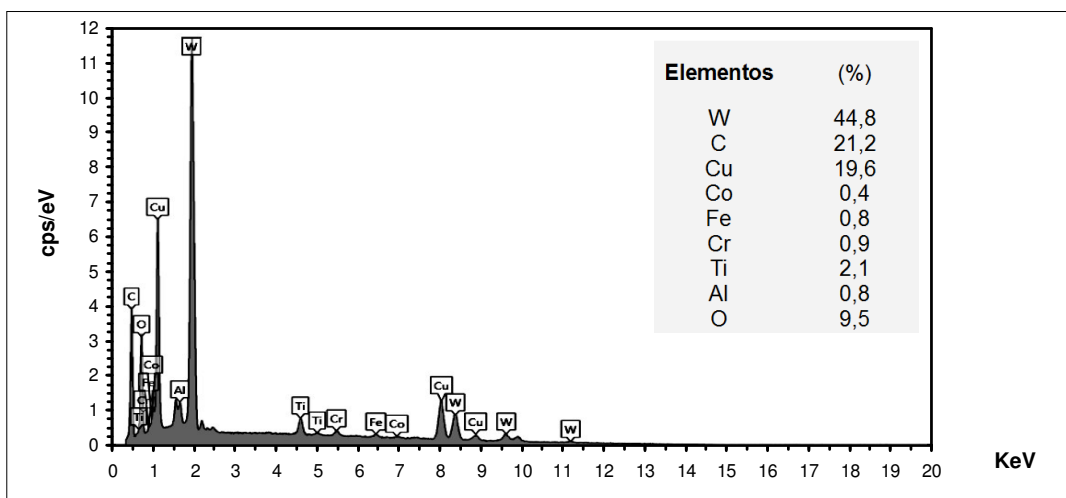 12
11
10
9
8
7
6
5
4
3
2
1
0
cps/eV
W
Cu
C
O
Co
Fe
C
Ti
Al
Ti
Ti
Cr
Fe
Co
Cu
W
Cu
W
W
0 1 2 3 4 5 6 7 8 9 10 11 12 13 14 15 16 17 18 19 20
KeV
Elementos (%)
W 44,8
C 21,2
Cu 19,6
Co 0,4
Fe 0,8
Cr 0,9
Ti 2,1
Al 0,8
O 9,5